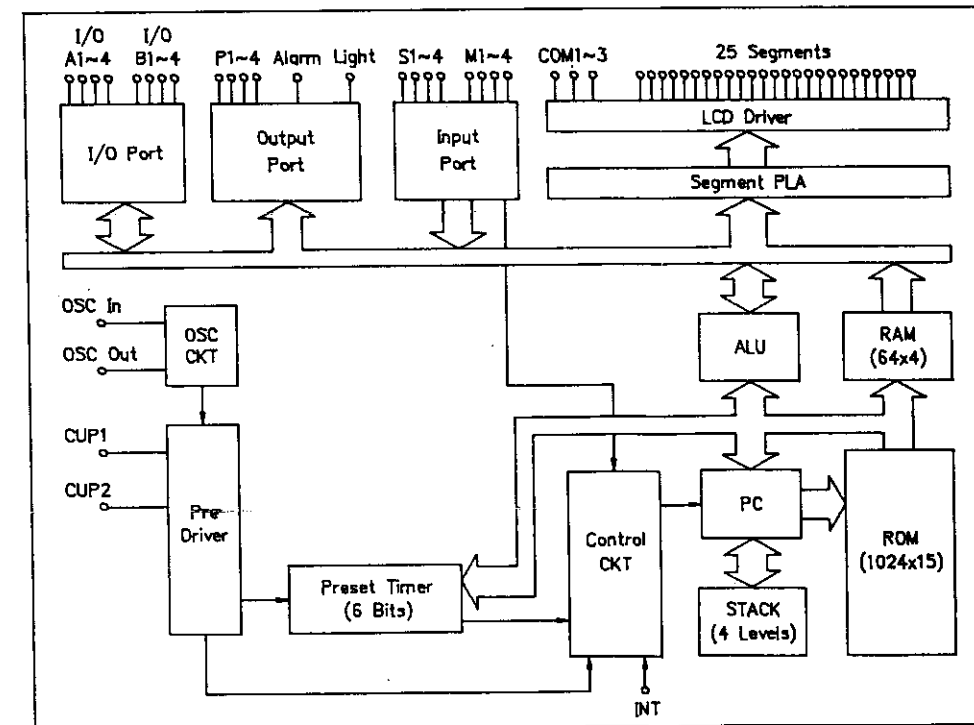 I/O I/O
A1~4 B1~4 P1~4 Alarm Light S1~4 M1~4 COM1~3 25 Segments
LCD Driver
I/O Port
Output
Port
Input
Port
Segment PLA
OSC In
OSC
CKT
OSC Out
ALU
RAM
(64x4)
CUP1
CUP2
Pre
Driver
Preset Timer
(6 Bits)
Control
CKT
PC
ROM
(1024x15)
STACK
(4 Levels)
INT